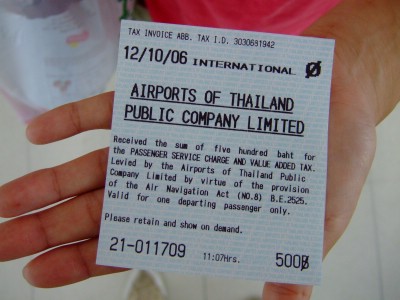 TAX INVOICE ABB. TAX I.D. 3030681942
12/10/06 INTERNATIONAL Ø
AIRPORTS OF THAILAND
PUBLIC COMPANY LIMITED
Received the sum of five hundred baht for
the PASSENGER SERVICE CHARGE AND VALUE ADDED TAX.
Levied by the Airports of Thailand Public
Company Limited by virtue of the provision
of the Air Navigation Act (NO.8) B.E.2525.
Valid for one departing passenger only.
Please retain and show on demand.
21-011709 11:07Hrs. 500฿